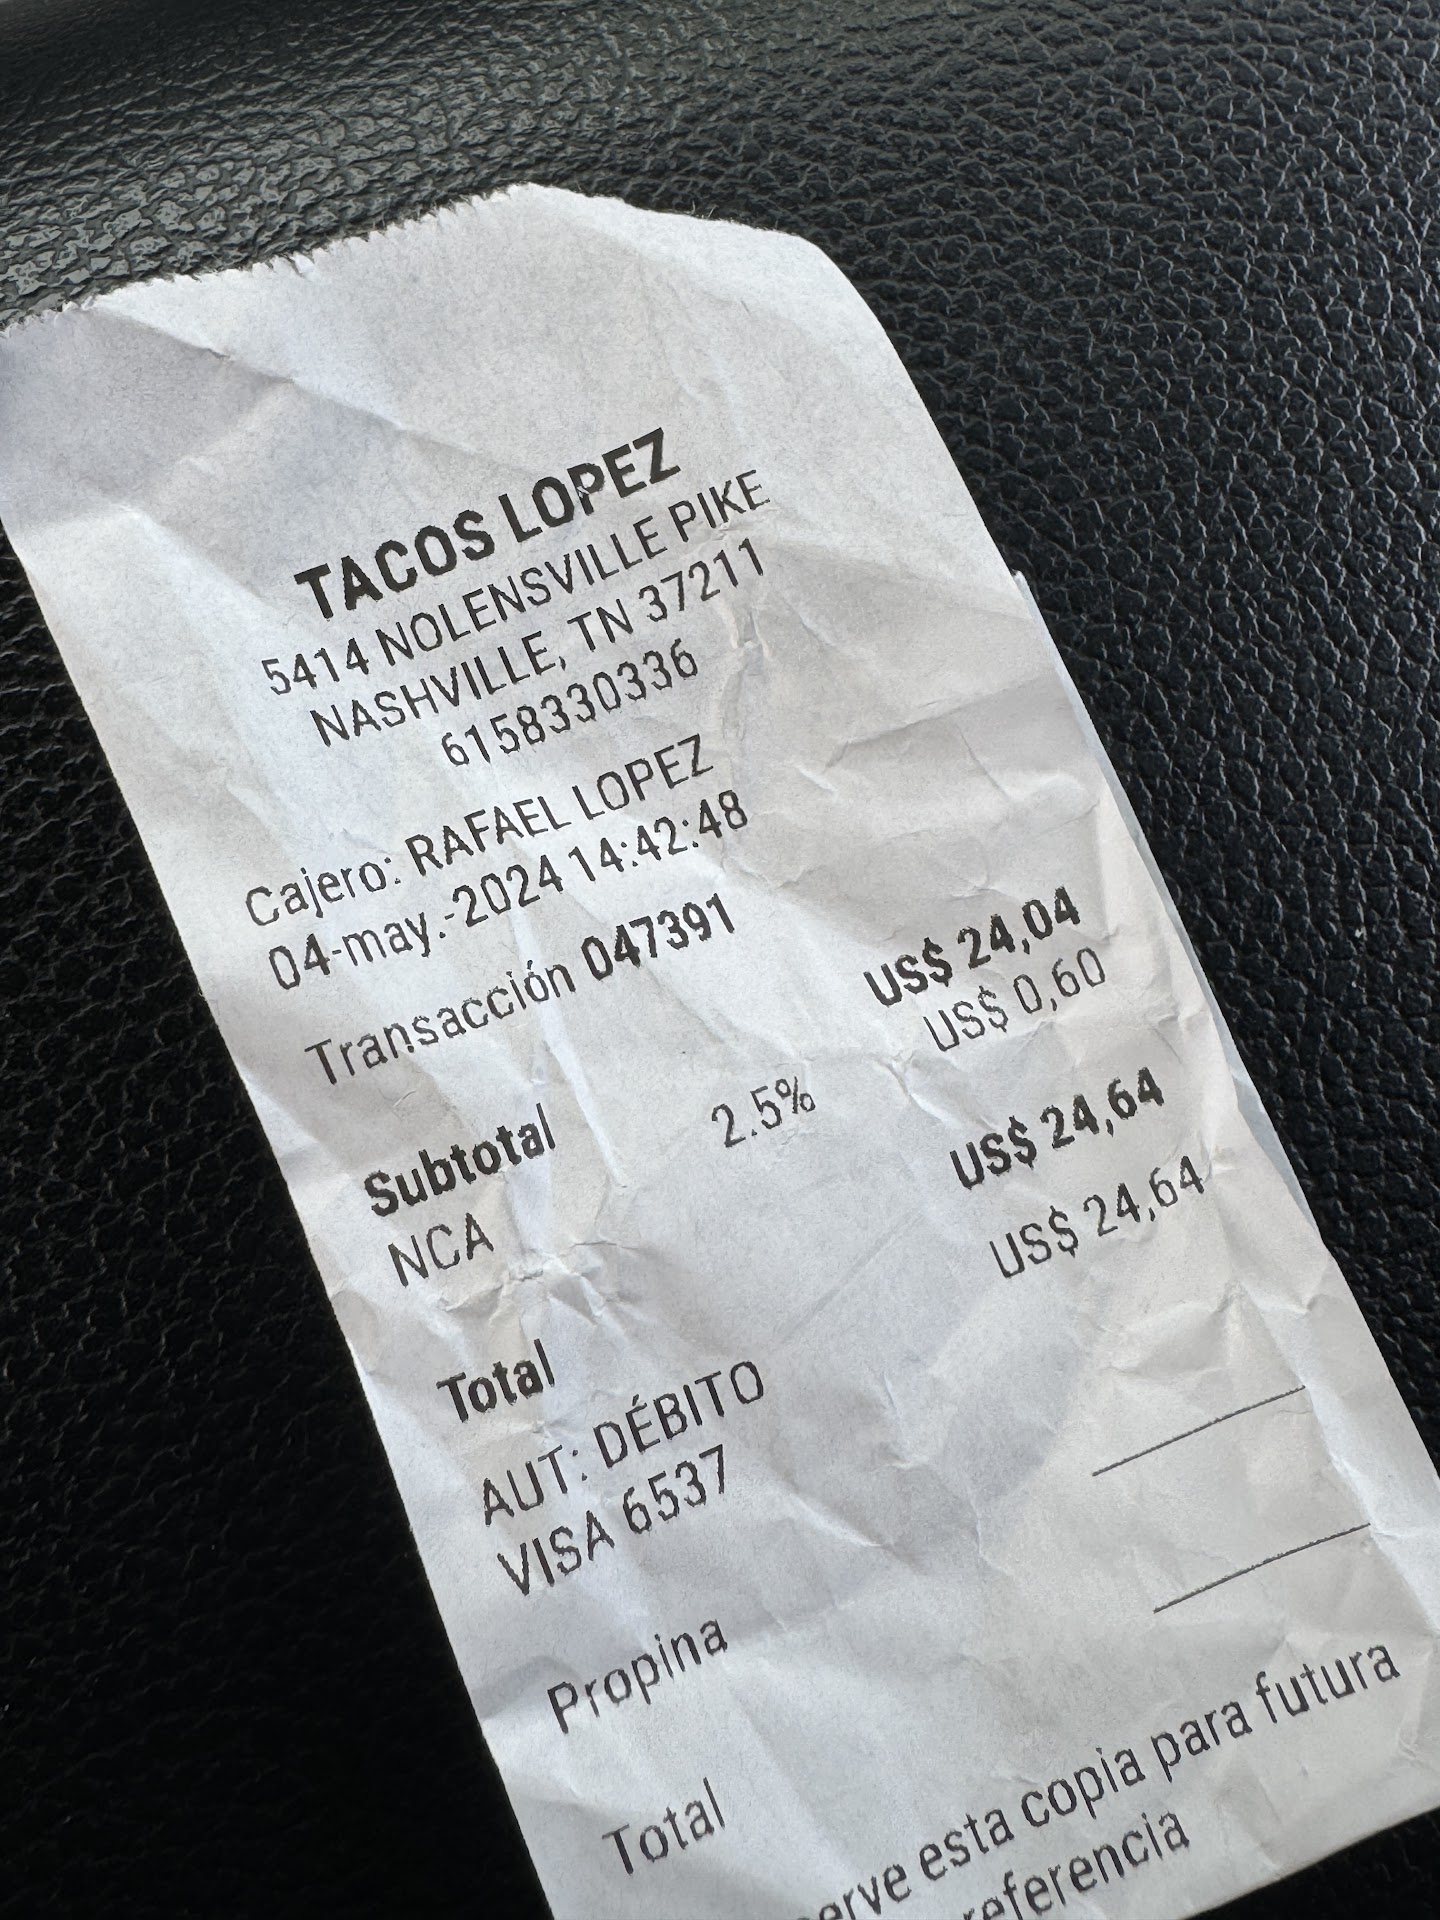 TACOS LOPEZ
5414 NOLENSVILLE PIKE
NASHVILLE, TN 37211
6158330336
Cajero: RAFAEL LOPEZ
04-may.-2024 14:42:48
Transacción 047391
Subtotal US$ 24,04
NCA 2.5% US$ 0,60
Total US$ 24,64
AUT: DÉBITO US$ 24,64
VISA 6537
Propina
Total
erve esta copia para futura
referencia